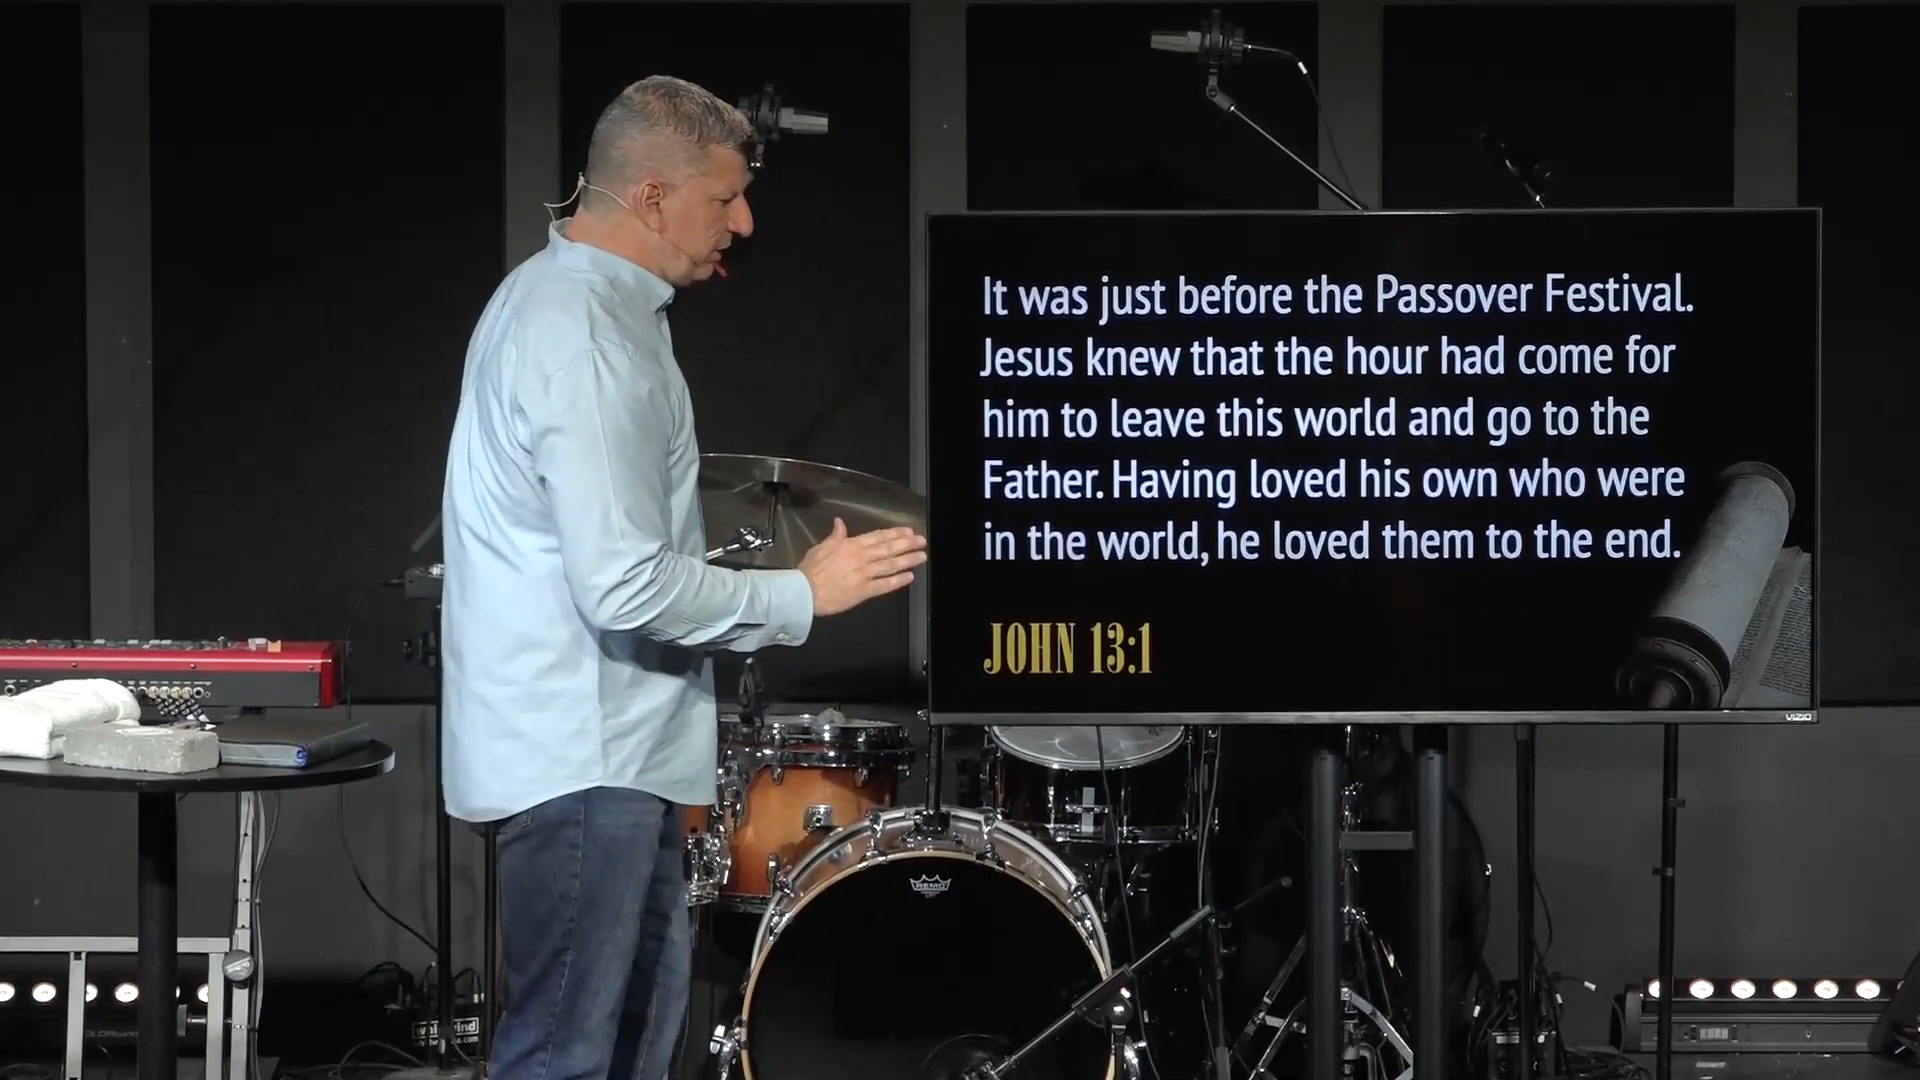 It was just before the Passover Festival.
Jesus knew that the hour had come for
him to leave this world and go to the
Father. Having loved his own who were
in the world, he loved them to the end.
JOHN 13:1
VIZIO
REMO